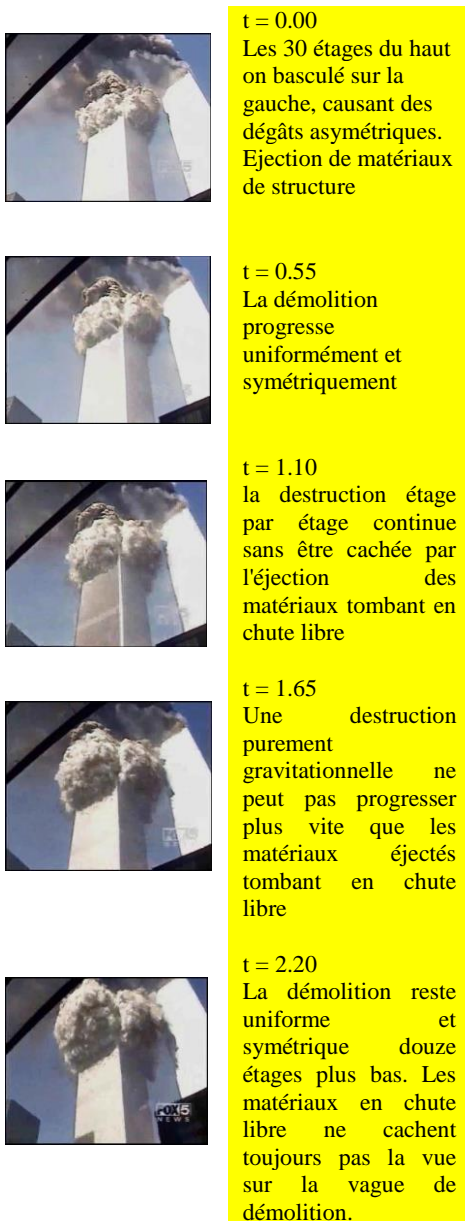 t = 0.00
Les 30 étages du haut
on basculé sur la
gauche, causant des
dégâts asymétriques.
Ejection de matériaux
de structure
t = 0.55
La démolition
progresse
uniformément et
symétriquement
t = 1.10
la destruction étage
par étage continue
sans être cachée par
l'éjection des
matériaux tombant en
chute libre
t = 1.65
Une destruction
purement
gravitationnelle ne
peut pas progresser
plus vite que les
matériaux éjectés
tombant en chute
libre
t = 2.20
La démolition reste
uniforme et
symétrique douze
étages plus bas. Les
matériaux en chute
libre ne cachent
toujours pas la vue
sur la vague de
démolition.
FOX 5
NEWS